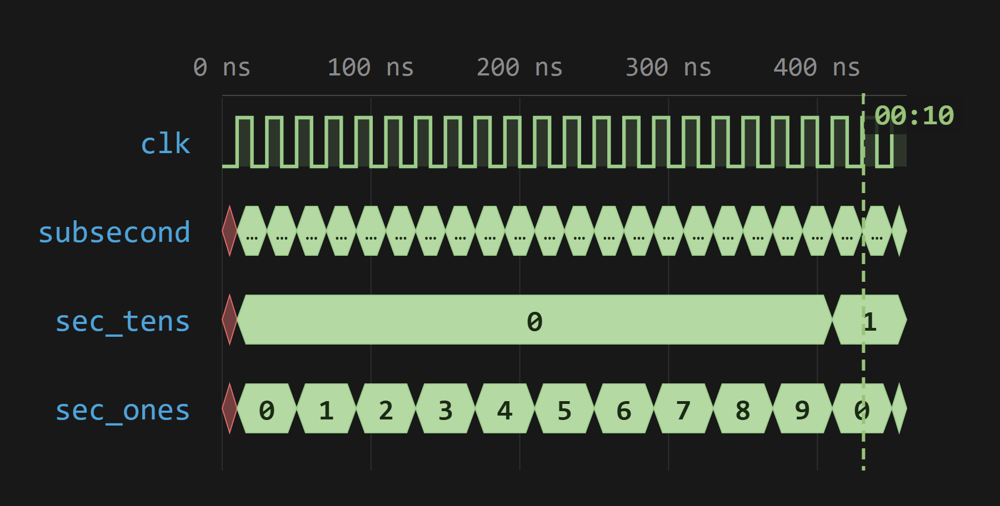 0 ns 100 ns 200 ns 300 ns 400 ns
00:10
clk
subsecond ... ... ... ... ... ... ... ... ... ... ... ... ... ... ... ... ... ... ... ... ... ...
sec_tens 0 1
sec_ones 0 1 2 3 4 5 6 7 8 9 0